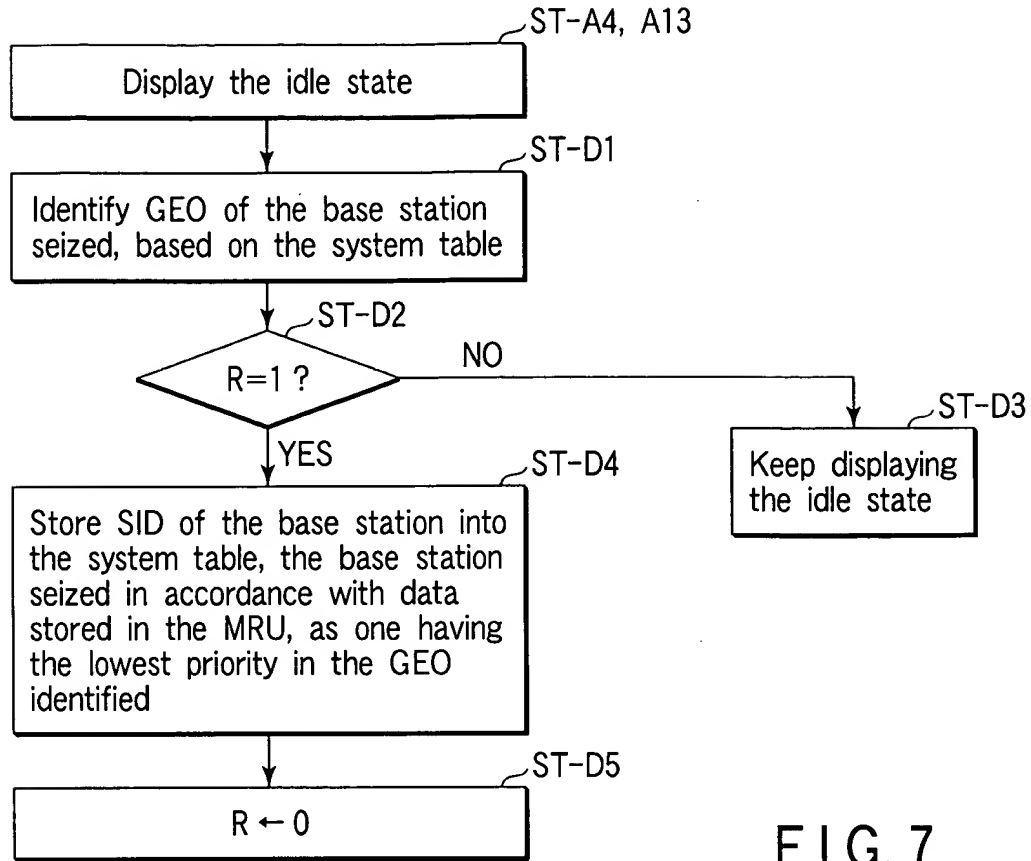 ST-A4, A13
Display the idle state
ST-D1
Identify GEO of the base station
seized, based on the system table
ST-D2
R=1 ?
NO
YES
ST-D3
Keep displaying
the idle state
ST-D4
Store SID of the base station into
the system table, the base station
seized in accordance with data
stored in the MRU, as one having
the lowest priority in the GEO
identified
ST-D5
R ← 0
FIG. 7